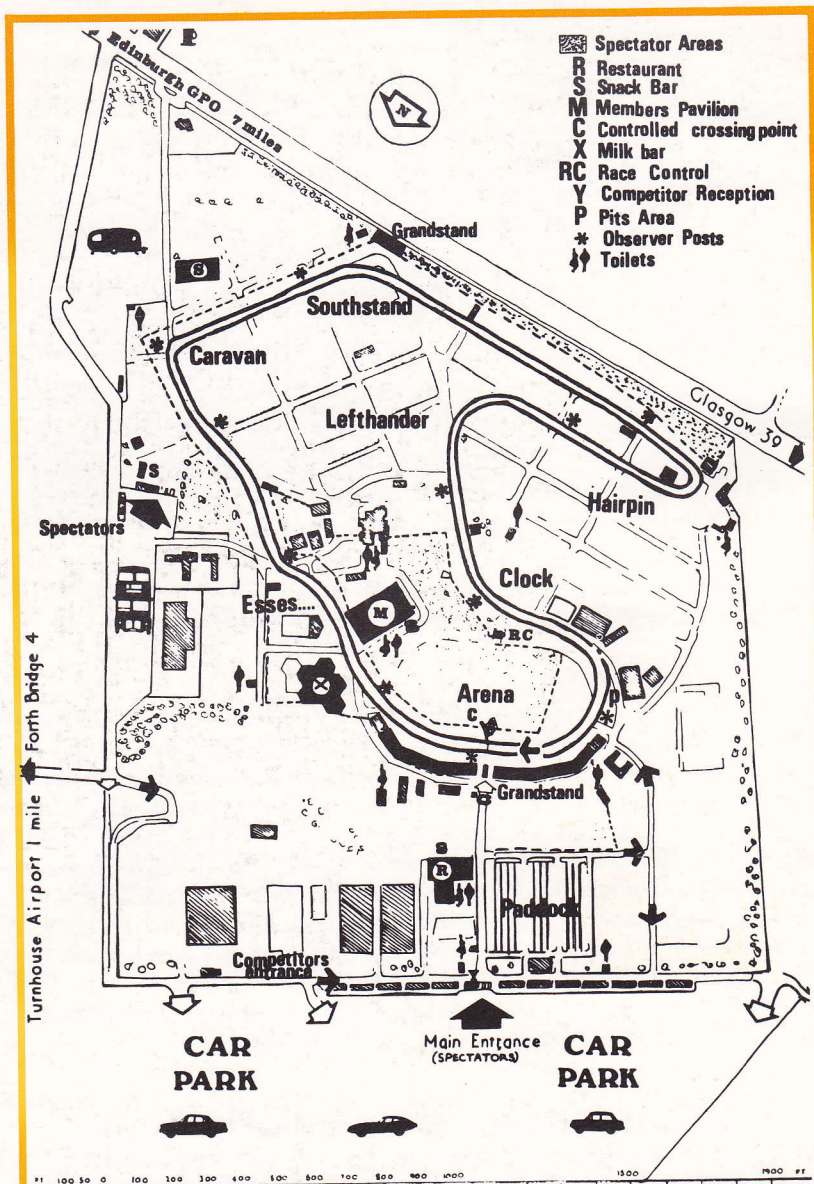 P
Edinburgh GPO 7 miles
N
Spectator Areas
R Restaurant
S Snack Bar
M Members Pavilion
C Controlled crossing point
X Milk bar
RC Race Control
Y Competitor Reception
P Pits Area
* Observer Posts
Toilets
Grandstand
S
Southstand
Caravan
Glasgow 39
Lefthander
Hairpin
S
Spectators
Clock
Esses....
M
RC
X
Arena
C
P
Grandstand
Turnhouse Airport 1 mile Forth Bridge 4
S
R
Paddock
Competitors
entrance
Y
Main Entrance
(SPECTATORS)
CAR
PARK
CAR
PARK
FT 100 50 0 100 200 300 400 500 600 700 800 900 1000 1500 1900 FT